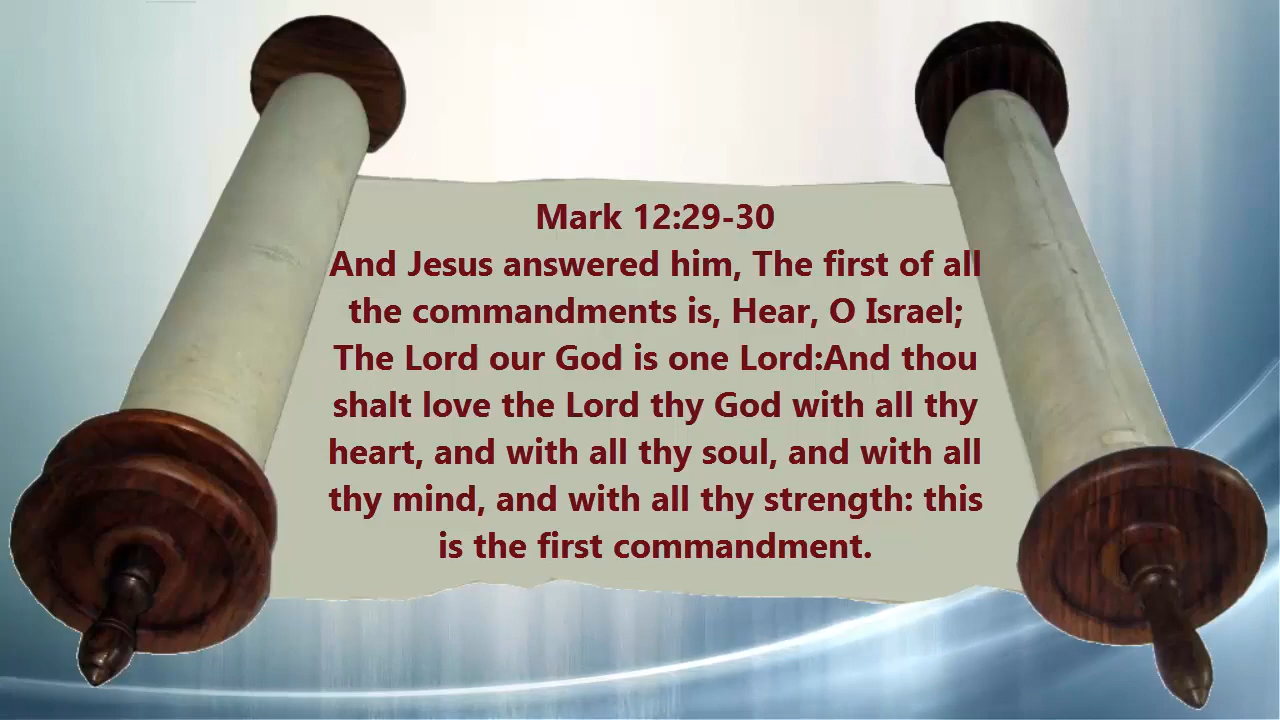 Mark 12:29-30
And Jesus answered him, The first of all
the commandments is, Hear, O Israel;
The Lord our God is one Lord:And thou
shalt love the Lord thy God with all thy
heart, and with all thy soul, and with all
thy mind, and with all thy strength: this
is the first commandment.